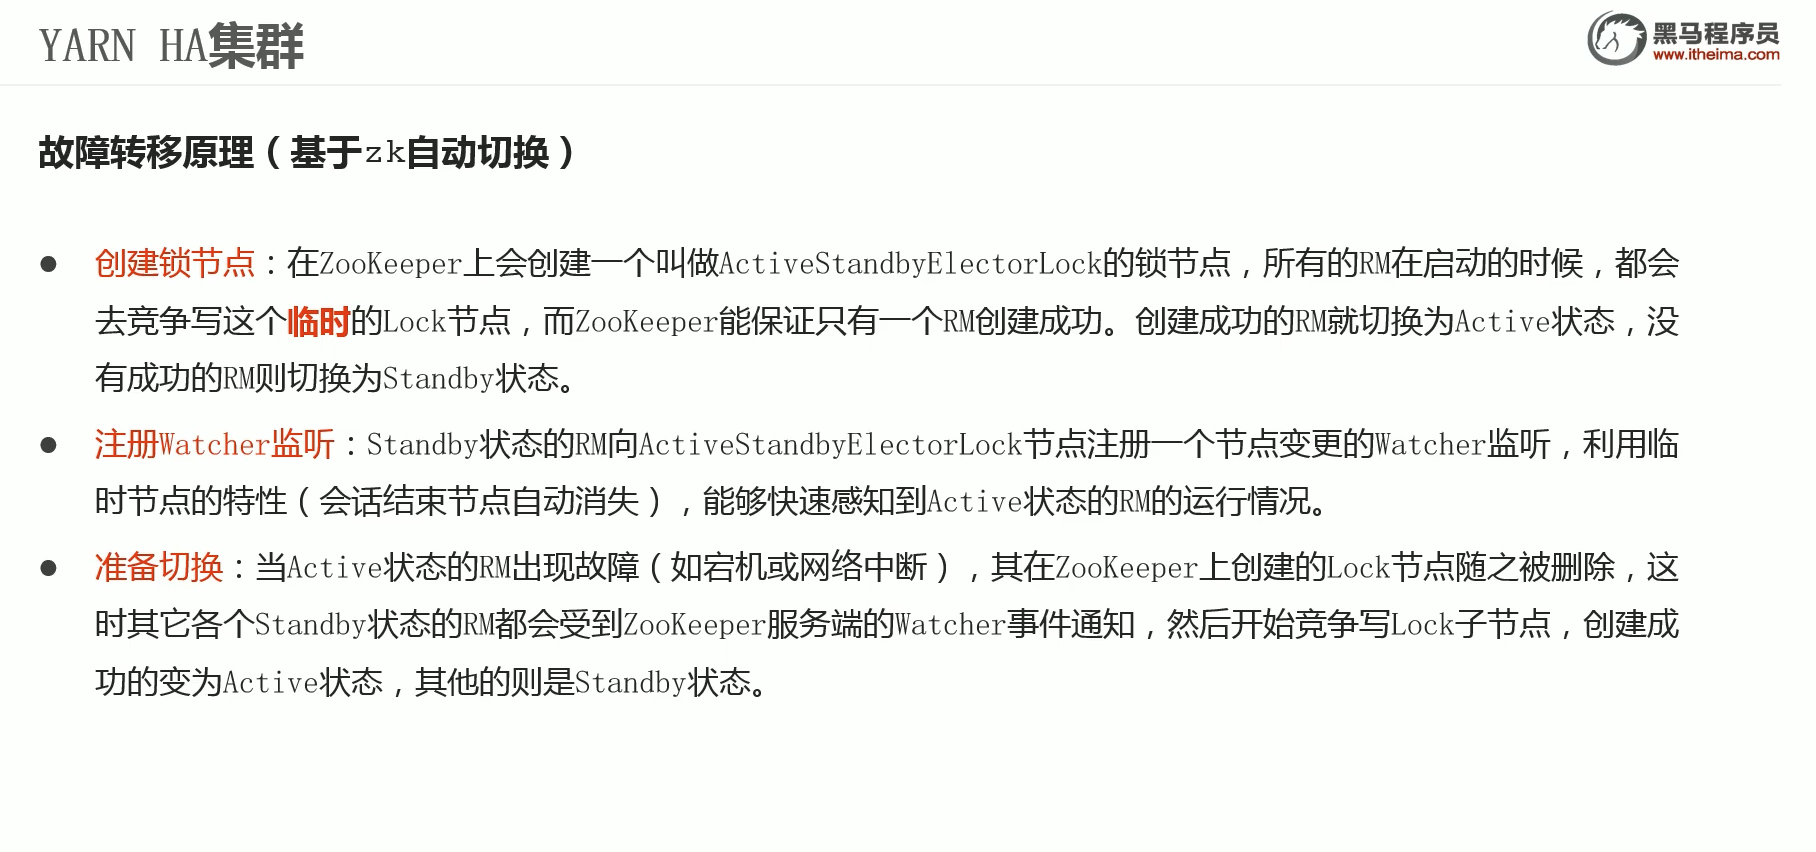 YARN HA集群
黑马程序员
www.itheima.com
故障转移原理（基于zk自动切换）
● 创建锁节点：在ZooKeeper上会创建一个叫做ActiveStandbyElectorLock的锁节点，所有的RM在启动的时候，都会
去竞争写这个临时的Lock节点，而ZooKeeper能保证只有一个RM创建成功。创建成功的RM就切换为Active状态，没
有成功的RM则切换为Standby状态。
● 注册Watcher监听：Standby状态的RM向ActiveStandbyElectorLock节点注册一个节点变更的Watcher监听，利用临
时节点的特性（会话结束节点自动消失），能够快速感知到Active状态的RM的运行情况。
● 准备切换：当Active状态的RM出现故障（如宕机或网络中断），其在ZooKeeper上创建的Lock节点随之被删除，这
时其它各个Standby状态的RM都会受到ZooKeeper服务端的Watcher事件通知，然后开始竞争写Lock子节点，创建成
功的变为Active状态，其他的则是Standby状态。